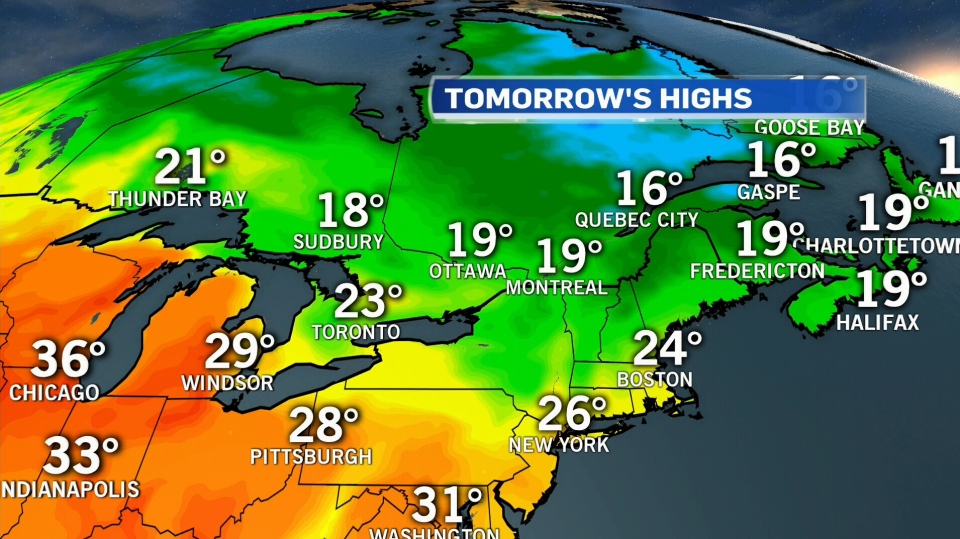 TOMORROW'S HIGHS
16°
GOOSE BAY
21°
THUNDER BAY
18°
SUDBURY
19°
OTTAWA
19°
MONTREAL
16°
QUEBEC CITY
16°
GASPE
19°
FREDERICTON
19°
CHARLOTTETOWN
19°
HALIFAX
1
GAN
23°
TORONTO
36°
CHICAGO
29°
WINDSOR
24°
BOSTON
28°
PITTSBURGH
26°
NEW YORK
33°
NDIANAPOLIS
31°
WASHINGTON